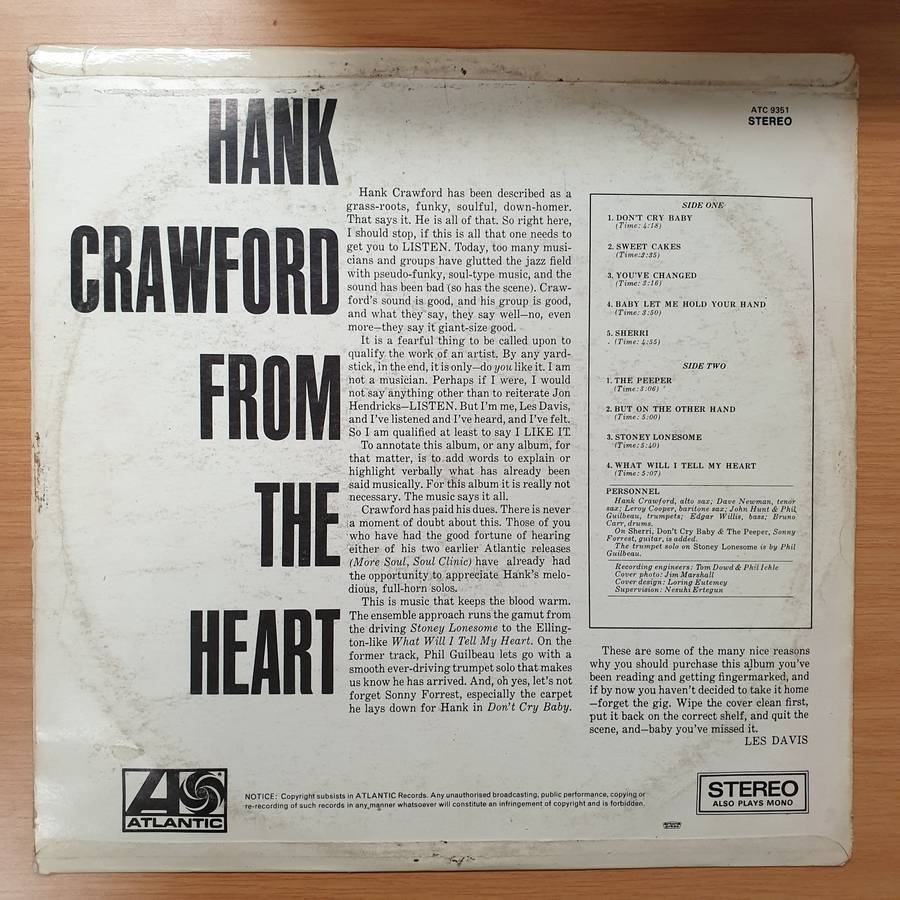 HANK
CRAWFORD
FROM
THE
HEART
Hank Crawford has been described as a
grass-roots, funky, soulful, down-homer.
That says it. He is all of that. So right here,
I should stop, if this is all that one needs to
get you to LISTEN. Today, too many musi-
cians and groups have glutted the jazz field
with pseudo-funky, soul-type music, and the
sound has been bad (so has the scene). Craw-
ford's sound is good, and his group is good,
and what they say, they say well—no, even
more—they say it giant-size good.
It is a fearful thing to be called upon to
qualify the work of an artist. By any yard-
stick, in the end, it is only—do you like it. I am
not a musician. Perhaps if I were, I would
not say anything other than to reiterate Jon
Hendricks—LISTEN. But I'm me, Les Davis,
and I've listened and I've heard, and I've felt.
So I am qualified at least to say I LIKE IT.
To annotate this album, or any album, for
that matter, is to add words to explain or
highlight verbally what has already been
said musically. For this album it is really not
necessary. The music says it all.
Crawford has paid his dues. There is never
a moment of doubt about this. Those of you
who have had the good fortune of hearing
either of his two earlier Atlantic releases
(More Soul, Soul Clinic) have already had
the opportunity to appreciate Hank's melo-
dious, full-horn solos.
This is music that keeps the blood warm.
The ensemble approach runs the gamut from
the driving Stoney Lonesome to the Elling-
ton-like What Will I Tell My Heart. On the
former track, Phil Guilbeau lets go with a
smooth ever-driving trumpet solo that makes
us know he has arrived. And, oh yes, let's not
forget Sonny Forrest, especially the carpet
he lays down for Hank in Don't Cry Baby.
ATC 9351
STEREO
SIDE ONE
1. DON'T CRY BABY
(Time: 4:18)
2. SWEET CAKES
(Time: 3:35)
3. YOU'VE CHANGED
(Time: 3:16)
4. BABY LET ME HOLD YOUR HAND
(Time: 3:50)
5. SHERRI
(Time: 4:55)
SIDE TWO
1. THE PEEPER
(Time: 3:06)
2. BUT ON THE OTHER HAND
(Time: 5:00)
3. STONEY LONESOME
(Time: 5:40)
4. WHAT WILL I TELL MY HEART
(Time: 5:07)
PERSONNEL
Hank Crawford, alto sax; Dave Newman, tenor
sax; Leroy Cooper, baritone sax; John Hunt & Phil
Guilbeau, trumpets; Edgar Willis, bass; Bruno
Carr, drums.
On Sherri, Don't Cry Baby & The Peeper, Sonny
Forrest, guitar, is added.
The trumpet solo on Stoney Lonesome is by Phil
Guilbeau.
Recording engineers: Tom Dowd & Phil Iehle
Cover photo: Jim Marshall
Cover design: Loring Eutemey
Supervision: Nesuhi Ertegun
These are some of the many nice reasons
why you should purchase this album you've
been reading and getting fingermarked, and
if by now you haven't decided to take it home
—forget the gig. Wipe the cover clean first,
put it back on the correct shelf, and quit the
scene, and—baby you've missed it.
LES DAVIS
ATLANTIC
NOTICE: Copyright subsists in ATLANTIC Records. Any unauthorised broadcasting, public performance, copying or
re-recording of such records in any manner whatsoever will constitute an infringement of copyright and is forbidden.
STEREO
ALSO PLAYS MONO